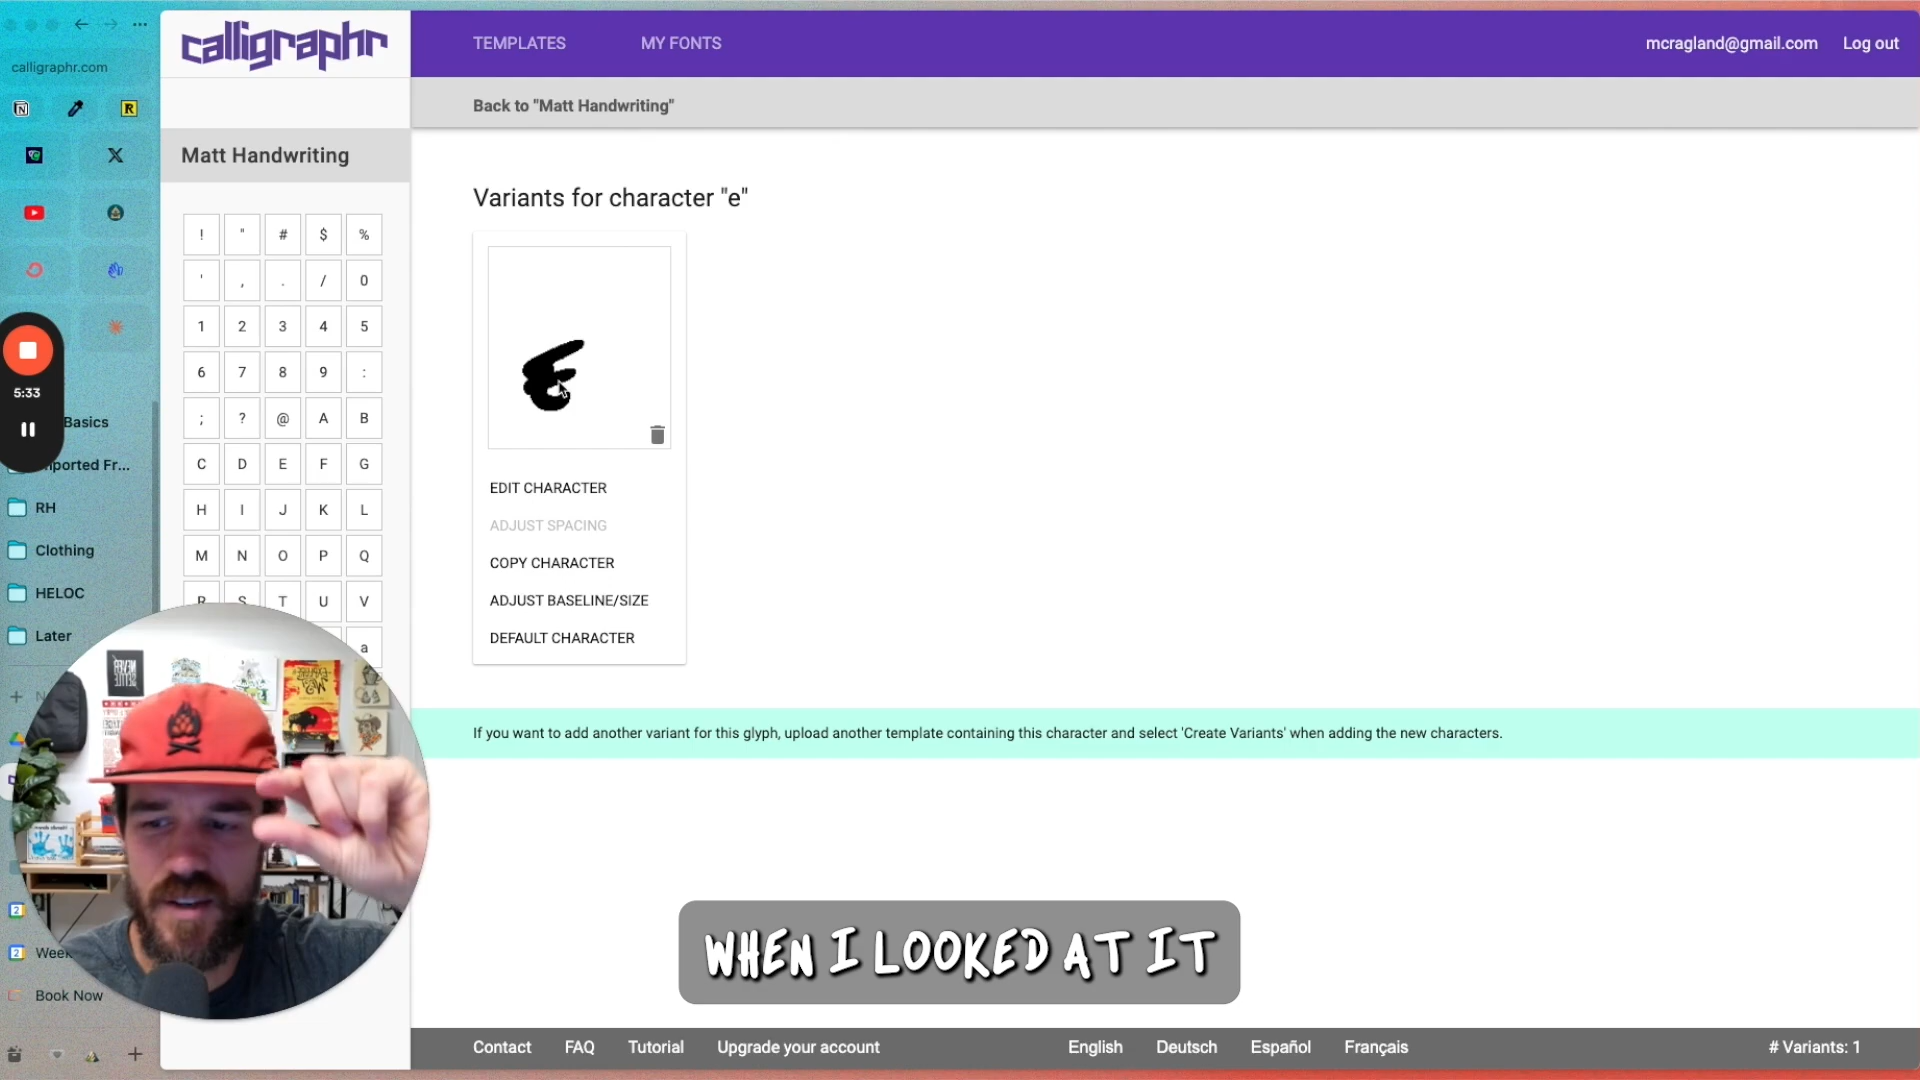 calligraphr
TEMPLATES
MY FONTS
mcragland@gmail.com
Log out
calligraphr.com
Back to "Matt Handwriting"
Matt Handwriting
Variants for character "e"
! " # $ %
' , . / 0
1 2 3 4 5
6 7 8 9 :
; ? @ A B
C D E F G
H I J K L
M N O P Q
R S T U V
a
5:33
Basics
mported Fr...
RH
Clothing
HELOC
Later
Week
Book Now
e
EDIT CHARACTER
ADJUST SPACING
COPY CHARACTER
ADJUST BASELINE/SIZE
DEFAULT CHARACTER
If you want to add another variant for this glyph, upload another template containing this character and select 'Create Variants' when adding the new characters.
WHEN I LOOKED AT IT
Contact
FAQ
Tutorial
Upgrade your account
English
Deutsch
Español
Français
# Variants: 1